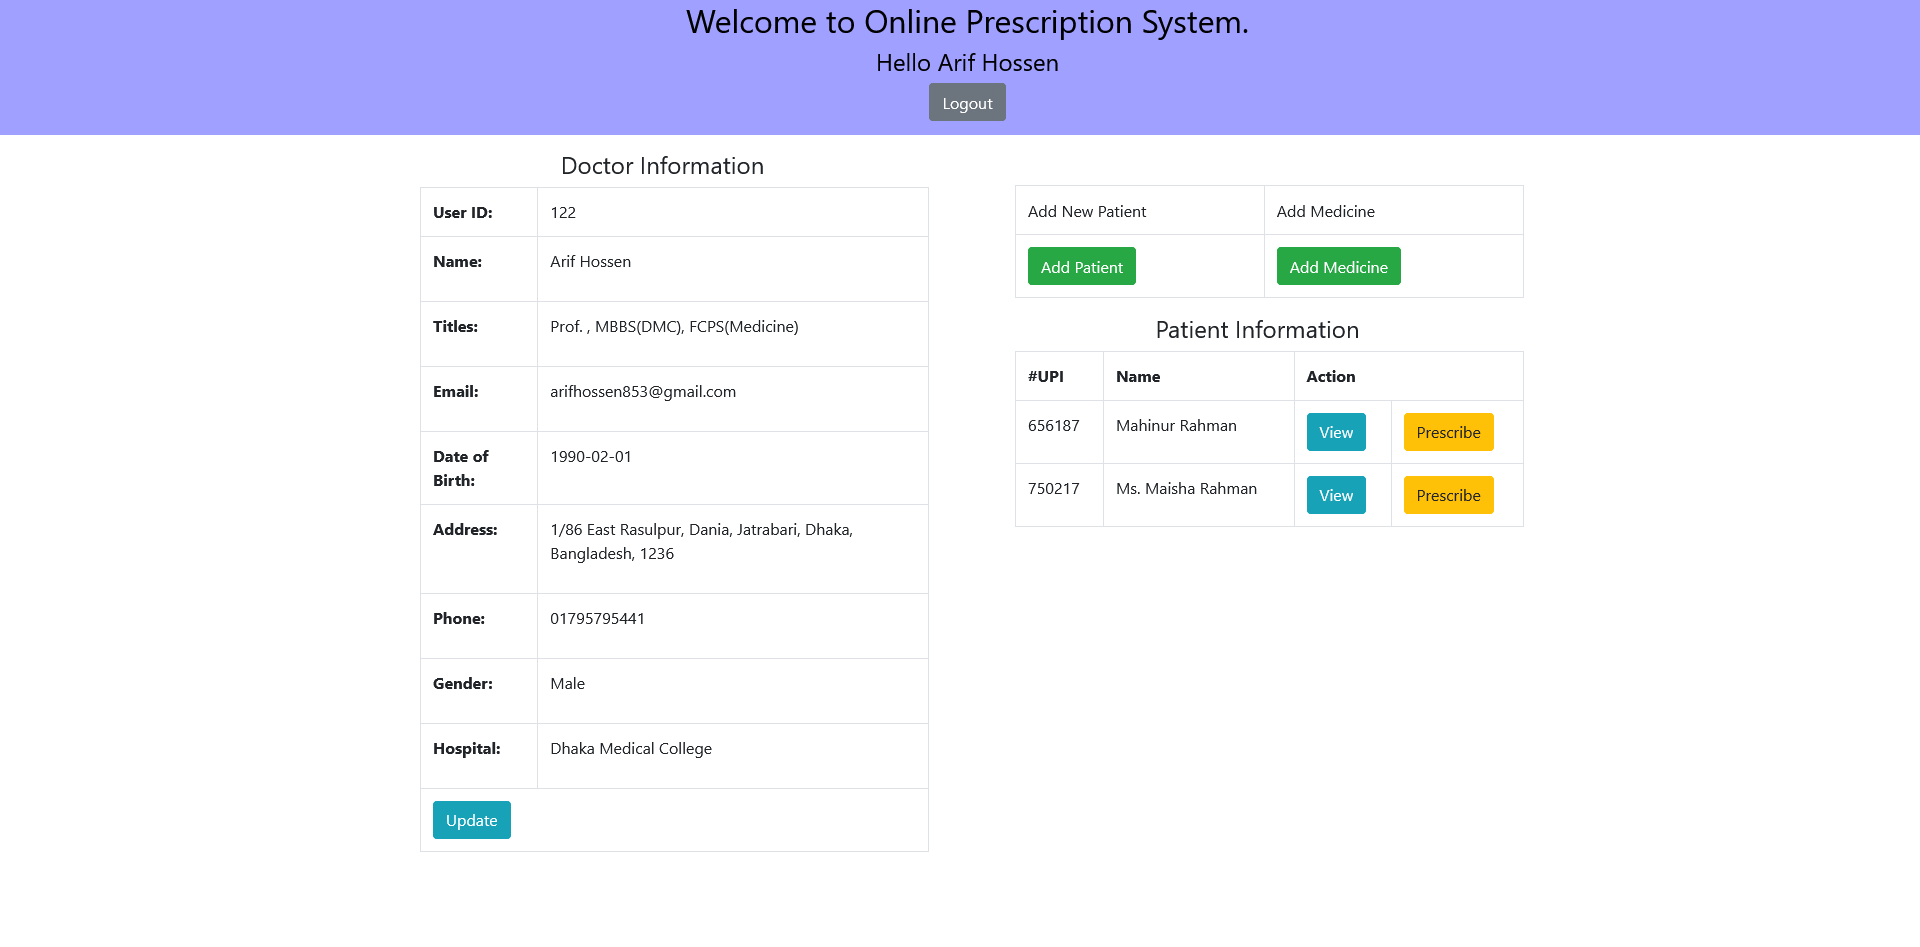 Welcome to Online Prescription System.
Hello Arif Hossen
Logout
Doctor Information
User ID: 122
Name: Arif Hossen
Titles: Prof. , MBBS(DMC), FCPS(Medicine)
Email: arifhossen853@gmail.com
Date of 1990-02-01
Birth:
Address: 1/86 East Rasulpur, Dania, Jatrabari, Dhaka,
Bangladesh, 1236
Phone: 01795795441
Gender: Male
Hospital: Dhaka Medical College
Update
Add New Patient Add Medicine
Add Patient Add Medicine
Patient Information
#UPI Name Action
656187 Mahinur Rahman View Prescribe
750217 Ms. Maisha Rahman View Prescribe